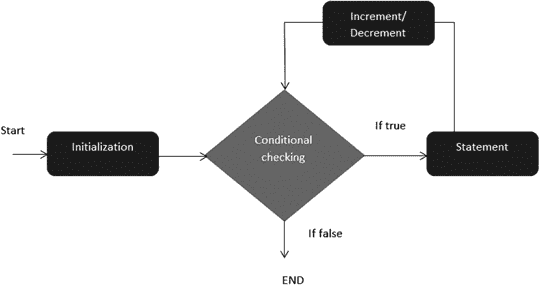 Increment/
Decrement
Start
Initialization
Conditional
checking
If true
Statement
If false
END